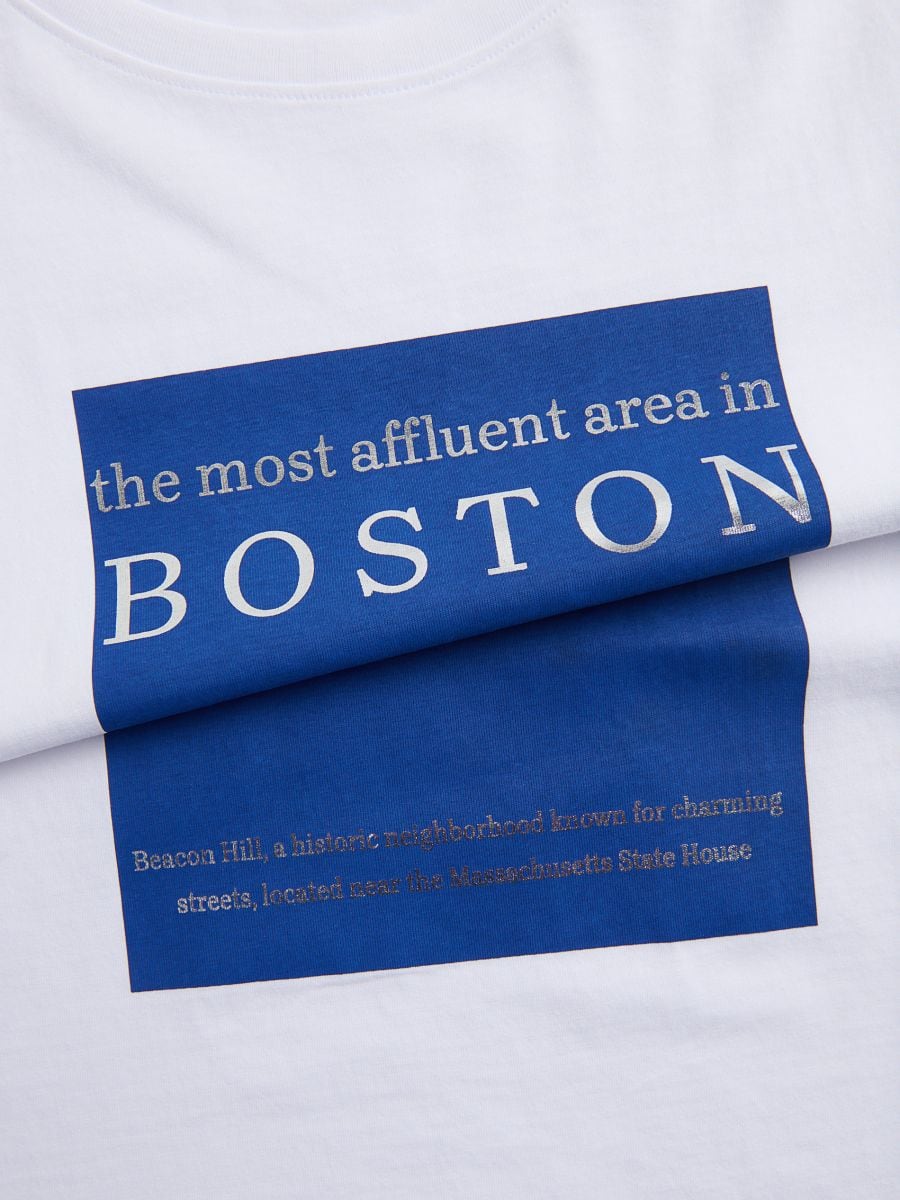 the most affluent area in
BOSTON
Beacon Hill, a historic neighborhood known for charming
streets, located near the Massachusetts State House